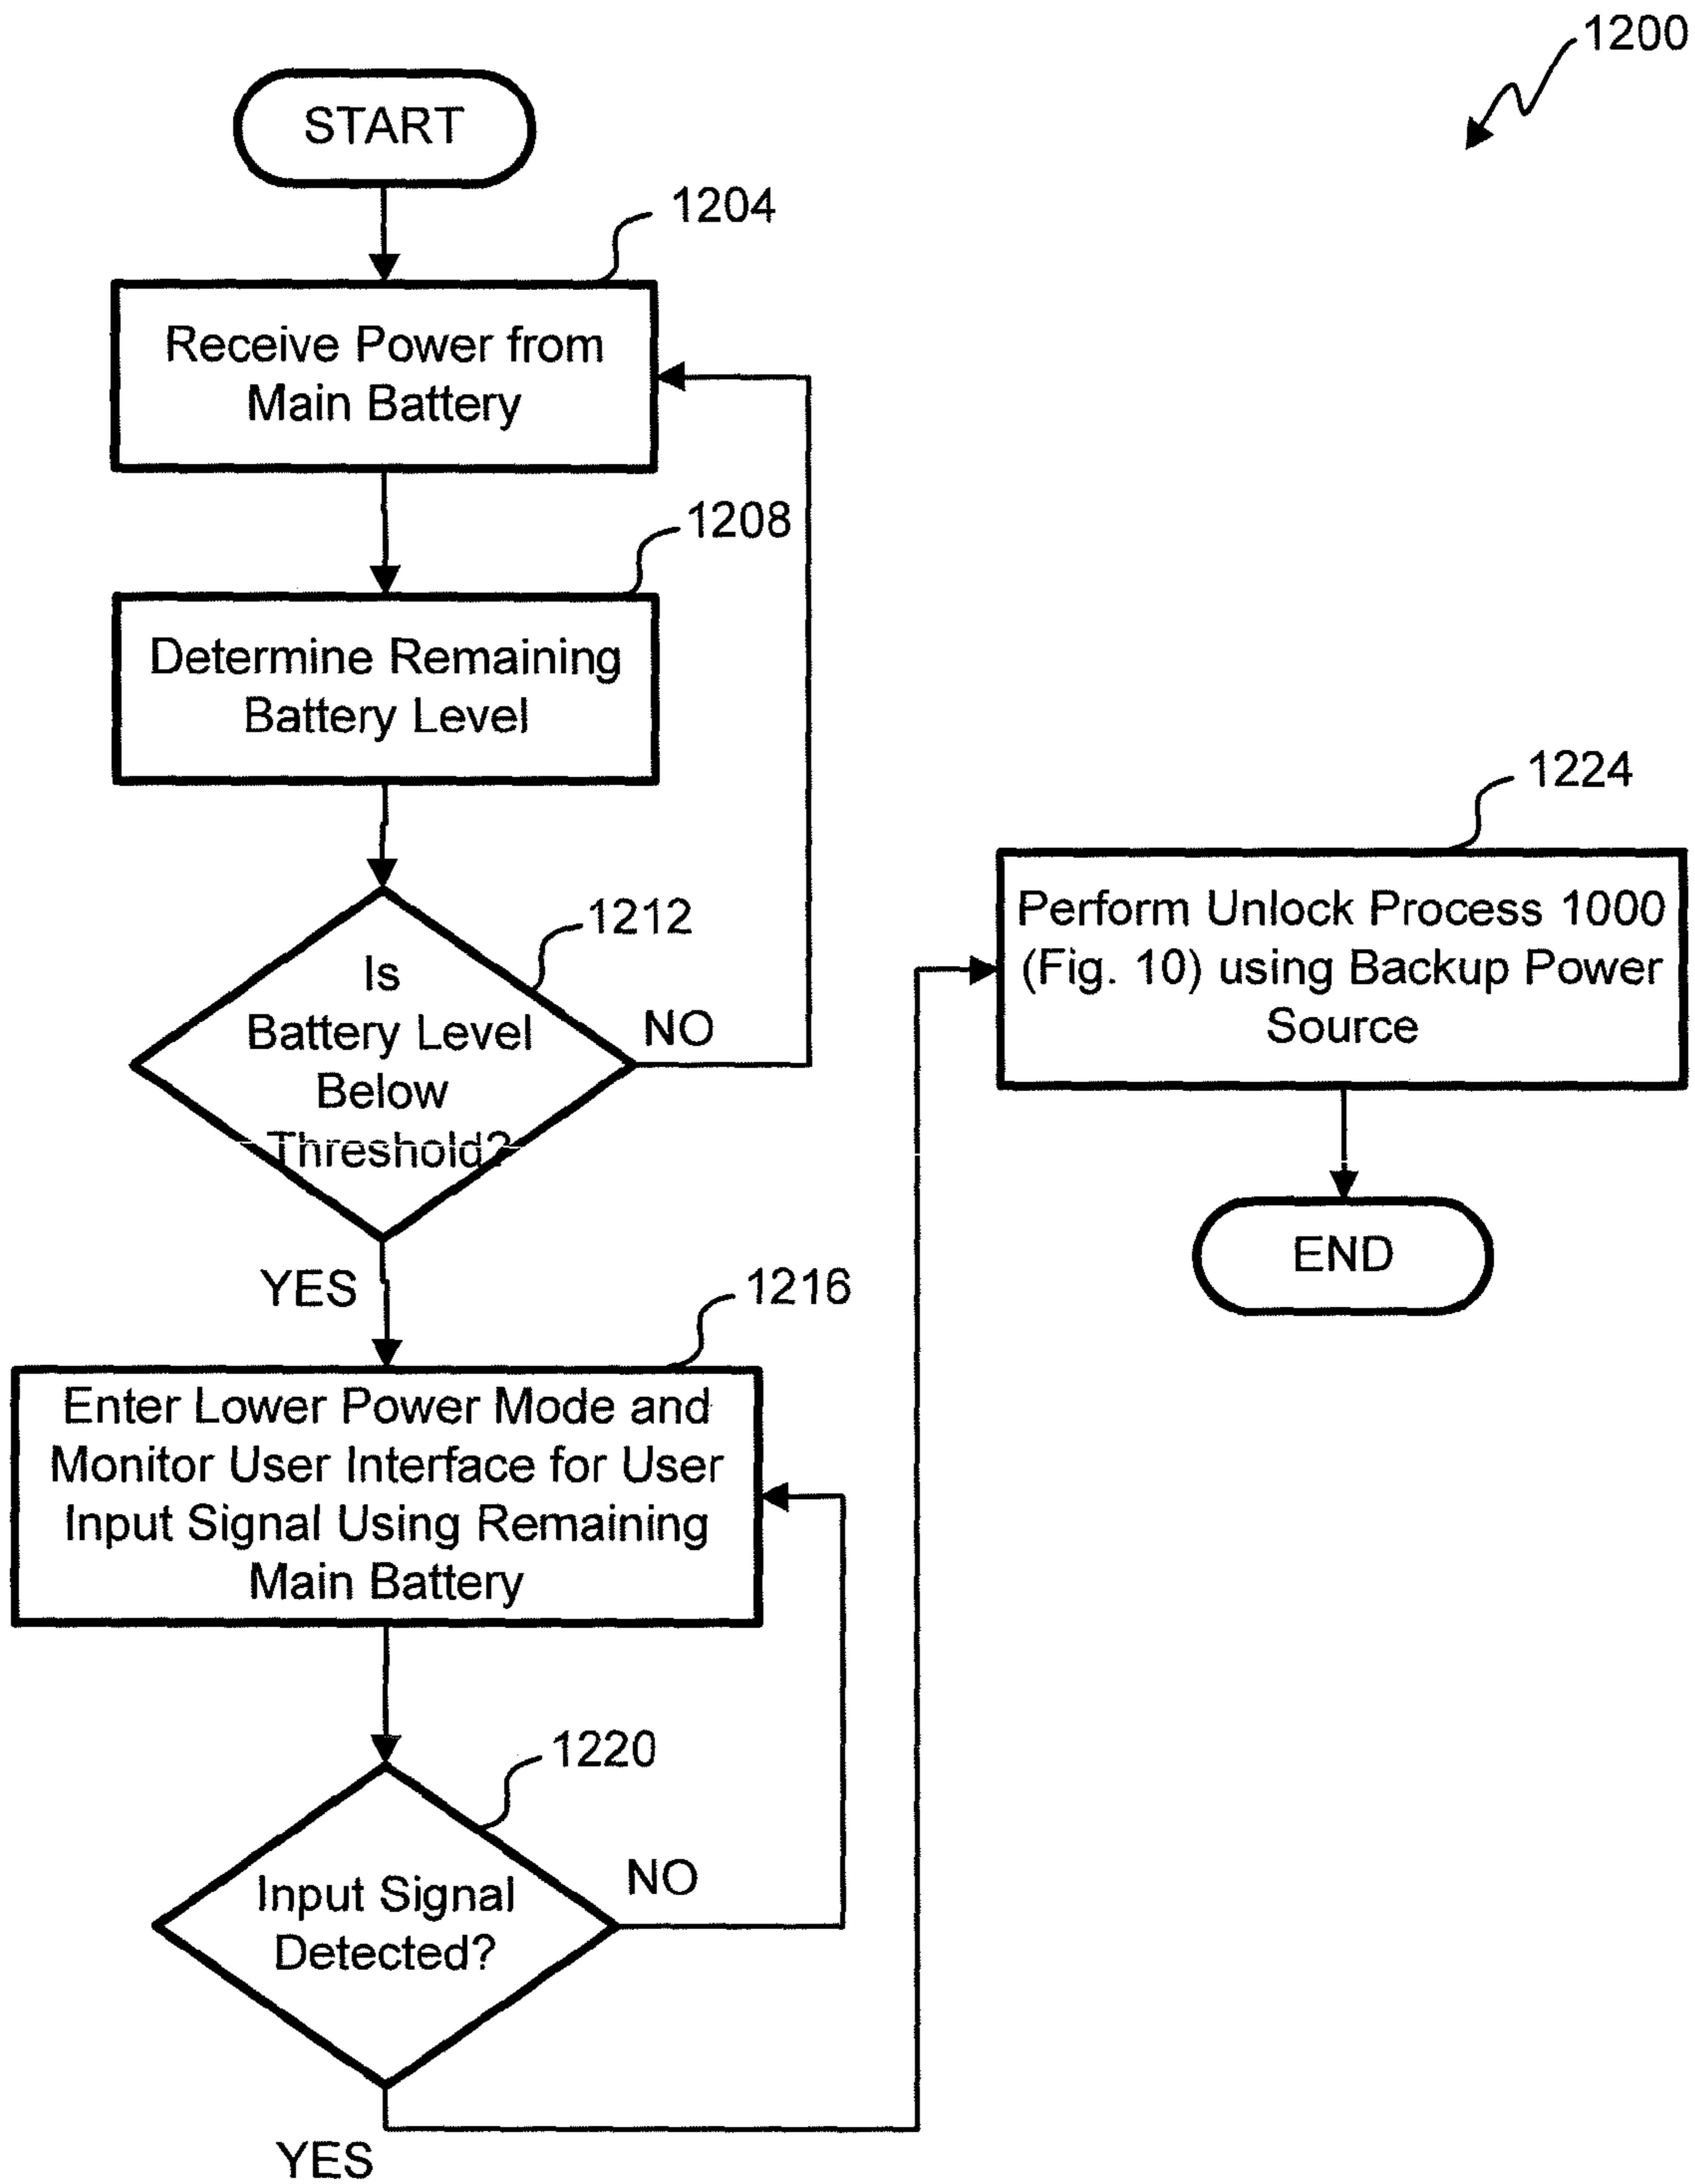 1200
START
1204
Receive Power from
Main Battery
1208
Determine Remaining
Battery Level
1212
Is
Battery Level
Below
Threshold?
NO
YES
1216
Enter Lower Power Mode and
Monitor User Interface for User
Input Signal Using Remaining
Main Battery
1220
Input Signal
Detected?
NO
YES
1224
Perform Unlock Process 1000
(Fig. 10) using Backup Power
Source
END